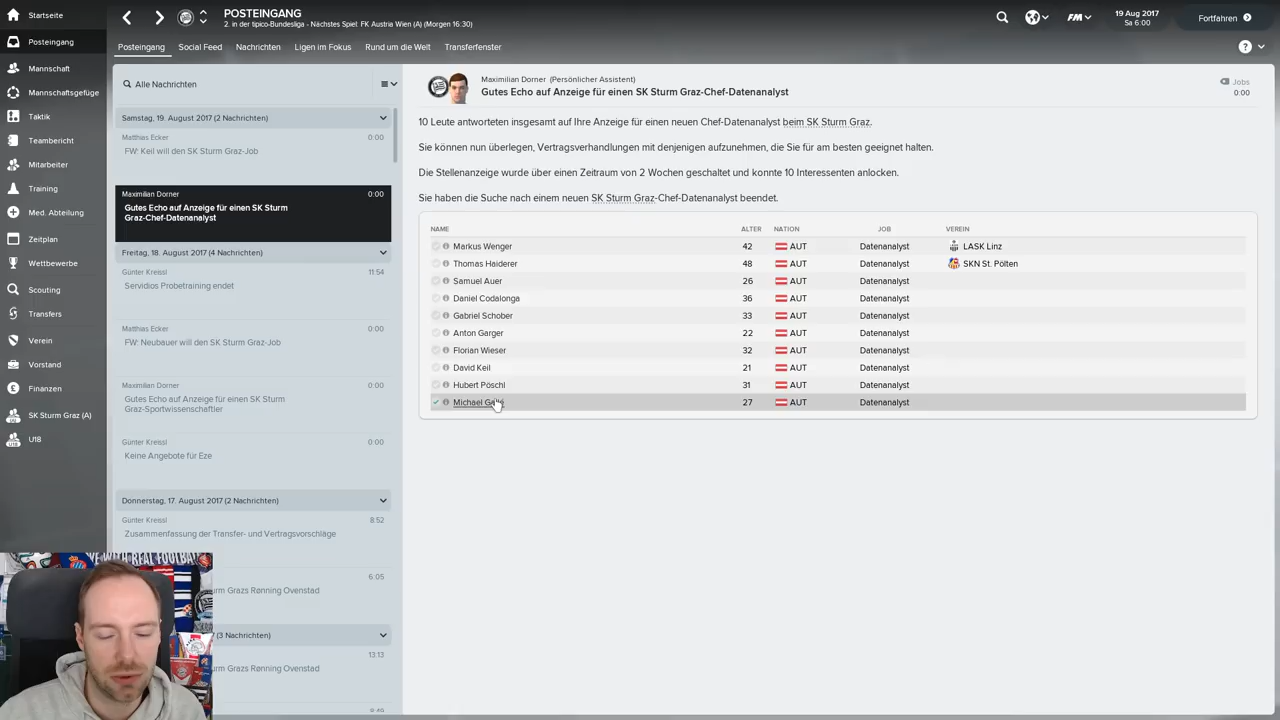 Startseite
Posteingang
Mannschaft
Mannschaftsgefüge
Taktik
Teambericht
Mitarbeiter
Training
Med. Abteilung
Zeitplan
Wettbewerbe
Scouting
Transfers
Verein
Vorstand
Finanzen
SK Sturm Graz (A)
U18
POSTEINGANG
2. in der tipico-Bundesliga - Nächstes Spiel: FK Austria Wien (A) (Morgen 16:30)
FM
19 Aug 2017
Sa 6:00
Fortfahren
Posteingang Social Feed Nachrichten Ligen im Fokus Rund um die Welt Transferfenster
?
Alle Nachrichten
Samstag, 19. August 2017 (2 Nachrichten)
Matthias Ecker 0:00
FW: Keil will den SK Sturm Graz-Job
Maximilian Dorner 0:00
Gutes Echo auf Anzeige für einen SK Sturm
Graz-Chef-Datenanalyst
Freitag, 18. August 2017 (4 Nachrichten)
Günter Kreissl 11:54
Servidios Probetraining endet
Matthias Ecker 0:00
FW: Neubauer will den SK Sturm Graz-Job
Maximilian Dorner 0:00
Gutes Echo auf Anzeige für einen SK Sturm
Graz-Sportwissenschaftler
Günter Kreissl 0:00
Keine Angebote für Eze
Donnerstag, 17. August 2017 (2 Nachrichten)
Günter Kreissl 8:52
Zusammenfassung der Transfer- und Vertragsvorschläge
6:05
Grazs Rønning Ovenstad
(3 Nachrichten)
13:13
Grazs Rønning Ovenstad
Maximilian Dorner (Persönlicher Assistent)
Gutes Echo auf Anzeige für einen SK Sturm Graz-Chef-Datenanalyst
Jobs
0:00
10 Leute antworteten insgesamt auf Ihre Anzeige für einen neuen Chef-Datenanalyst beim SK Sturm Graz.
Sie können nun überlegen, Vertragsverhandlungen mit denjenigen aufzunehmen, die Sie für am besten geeignet halten.
Die Stellenanzeige wurde über einen Zeitraum von 2 Wochen geschaltet und konnte 10 Interessenten anlocken.
Sie haben die Suche nach einem neuen SK Sturm Graz-Chef-Datenanalyst beendet.
NAME ALTER NATION JOB VEREIN
Markus Wenger 42 AUT Datenanalyst LASK Linz
Thomas Haiderer 48 AUT Datenanalyst SKN St. Pölten
Samuel Auer 26 AUT Datenanalyst
Daniel Codalonga 36 AUT Datenanalyst
Gabriel Schober 33 AUT Datenanalyst
Anton Garger 22 AUT Datenanalyst
Florian Wieser 32 AUT Datenanalyst
David Keil 21 AUT Datenanalyst
Hubert Pöschl 31 AUT Datenanalyst
Michael 27 AUT Datenanalyst